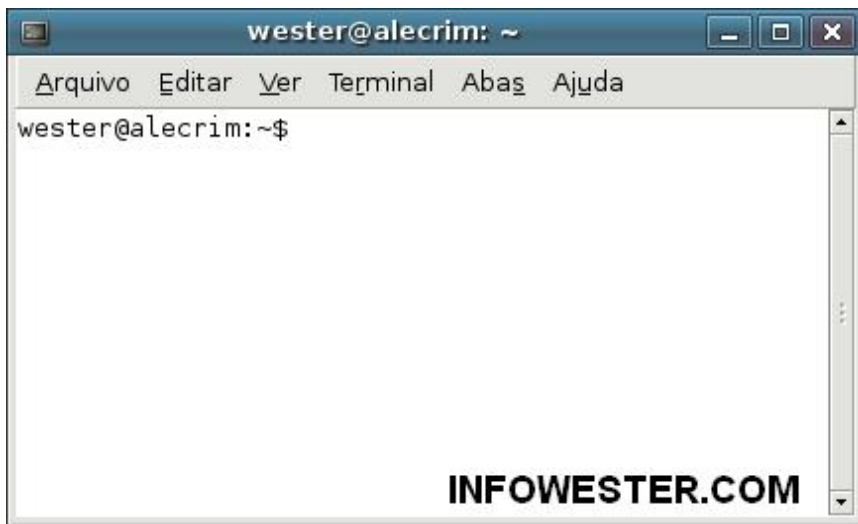 wester@alecrim: ~
Arquivo Editar Ver Terminal Abas Ajuda
wester@alecrim:~$
INFOWESTER.COM